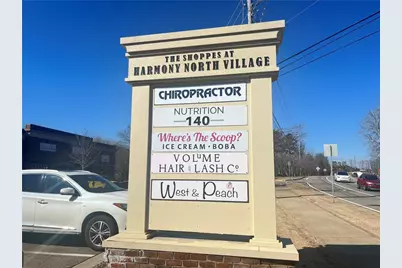 THE SHOPPES AT
HARMONY NORTH VILLAGE
CHIROPRACTOR
NUTRITION
140
Where's The Scoop?
ICE CREAM · BOBA
VOLUME
HAIR & LASH CO
West & Peach